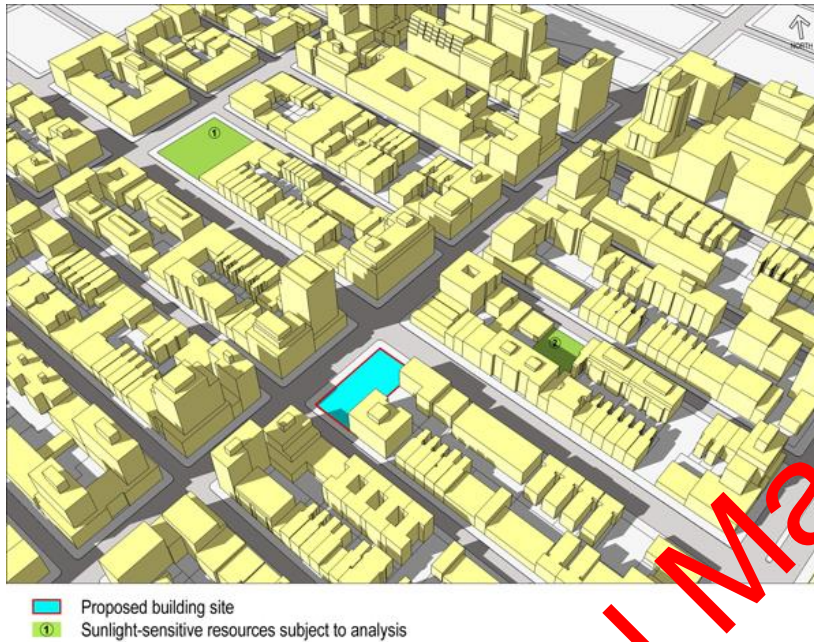 NORTH
①
②
Proposed building site
① Sunlight-sensitive resources subject to analysis